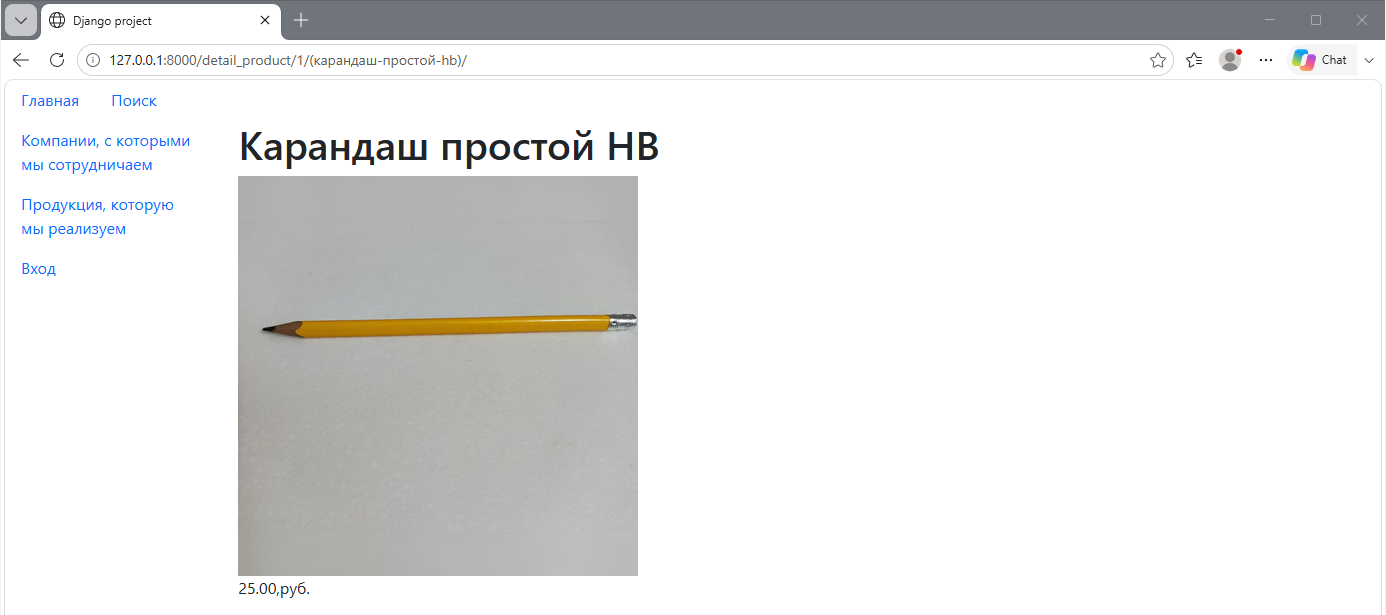 Django project
127.0.0.1:8000/detail_product/1/(карандаш-простой-hb)/
Chat
Главная Поиск
Компании, с которыми
мы сотрудничаем
Продукция, которую
мы реализуем
Вход
Карандаш простой HB
25.00,руб.